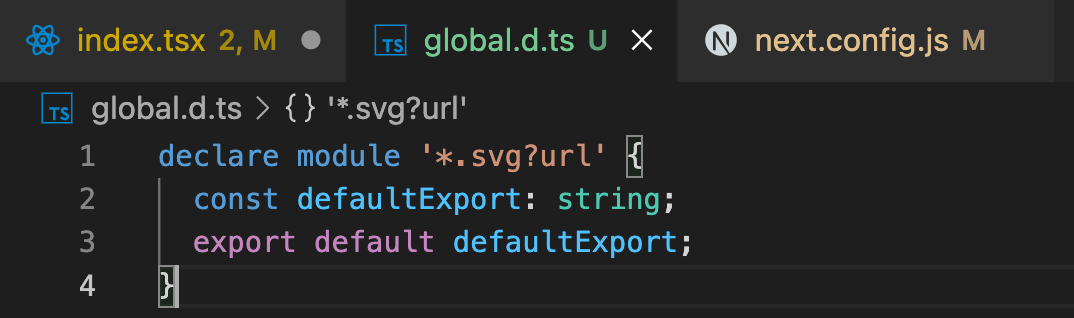 index.tsx 2, M global.d.ts U next.config.js M
TS global.d.ts > {} '*.svg?url'
1 declare module '*.svg?url' {
2 const defaultExport: string;
3 export default defaultExport;
4 }